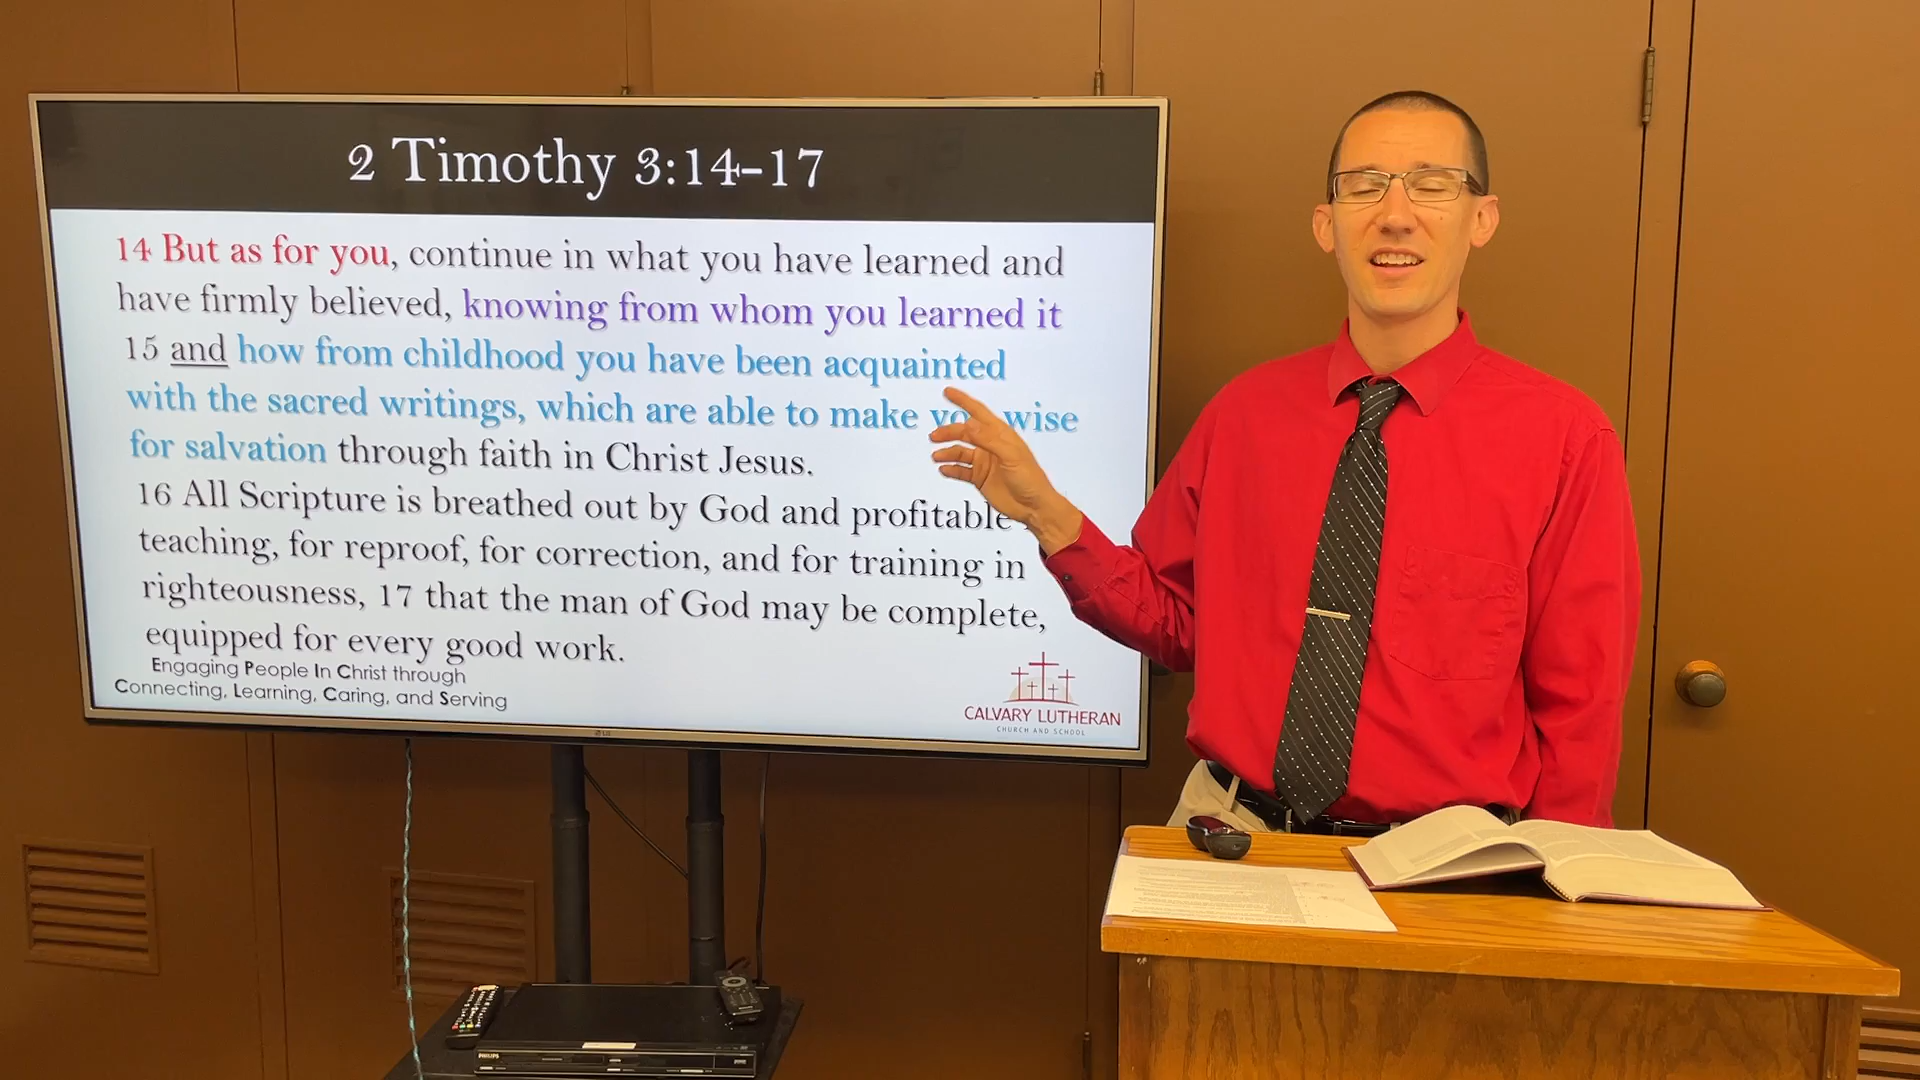 2 Timothy 3:14-17
14 But as for you, continue in what you have learned and
have firmly believed, knowing from whom you learned it
15 and how from childhood you have been acquainted
with the sacred writings, which are able to make wise
for salvation through faith in Christ Jesus.
16 All Scripture is breathed out by God and profitable
teaching, for reproof, for correction, and for training in
righteousness, 17 that the man of God may be complete,
equipped for every good work.
Engaging People In Christ through
Connecting, Learning, Caring, and Serving
CALVARY LUTHERAN
CHURCH AND SCHOOL
LG
PHILIPS